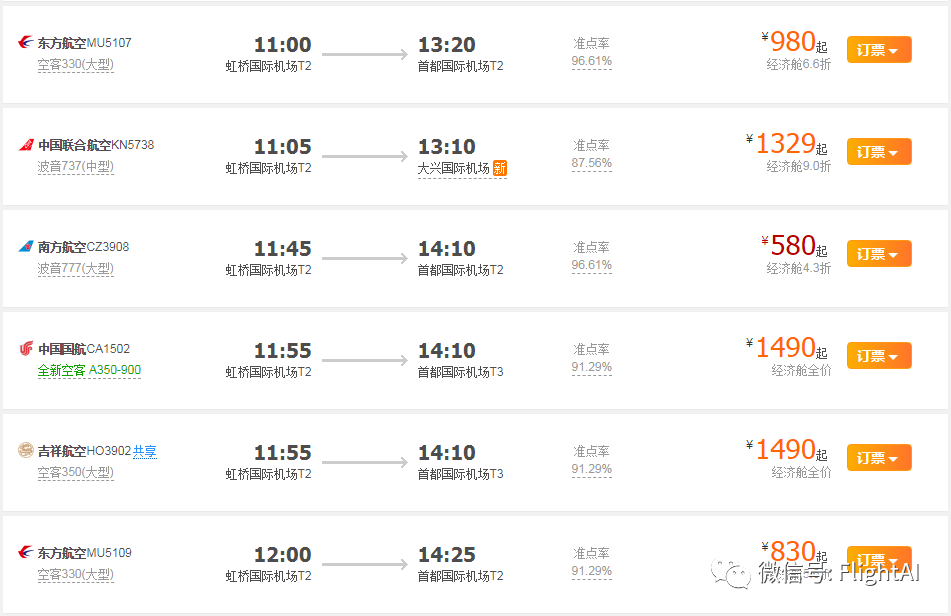 东方航空MU5107
空客330(大型)
11:00
虹桥国际机场T2
13:20
首都国际机场T2
准点率
96.61%
¥980起
经济舱6.6折
订票
中国联合航空KN5738
波音737(中型)
11:05
虹桥国际机场T2
13:10
大兴国际机场 新
准点率
87.56%
¥1329起
经济舱9.0折
订票
南方航空CZ3908
波音777(大型)
11:45
虹桥国际机场T2
14:10
首都国际机场T2
准点率
96.61%
¥580起
经济舱4.3折
订票
中国国航CA1502
全新空客 A350-900
11:55
虹桥国际机场T2
14:10
首都国际机场T3
准点率
91.29%
¥1490起
经济舱全价
订票
吉祥航空HO3902共享
空客350(大型)
11:55
虹桥国际机场T2
14:10
首都国际机场T3
准点率
91.29%
¥1490起
经济舱全价
订票
东方航空MU5109
空客330(大型)
12:00
虹桥国际机场T2
14:25
首都国际机场T2
准点率
91.29%
¥830起
订票
微信号: FlightAI